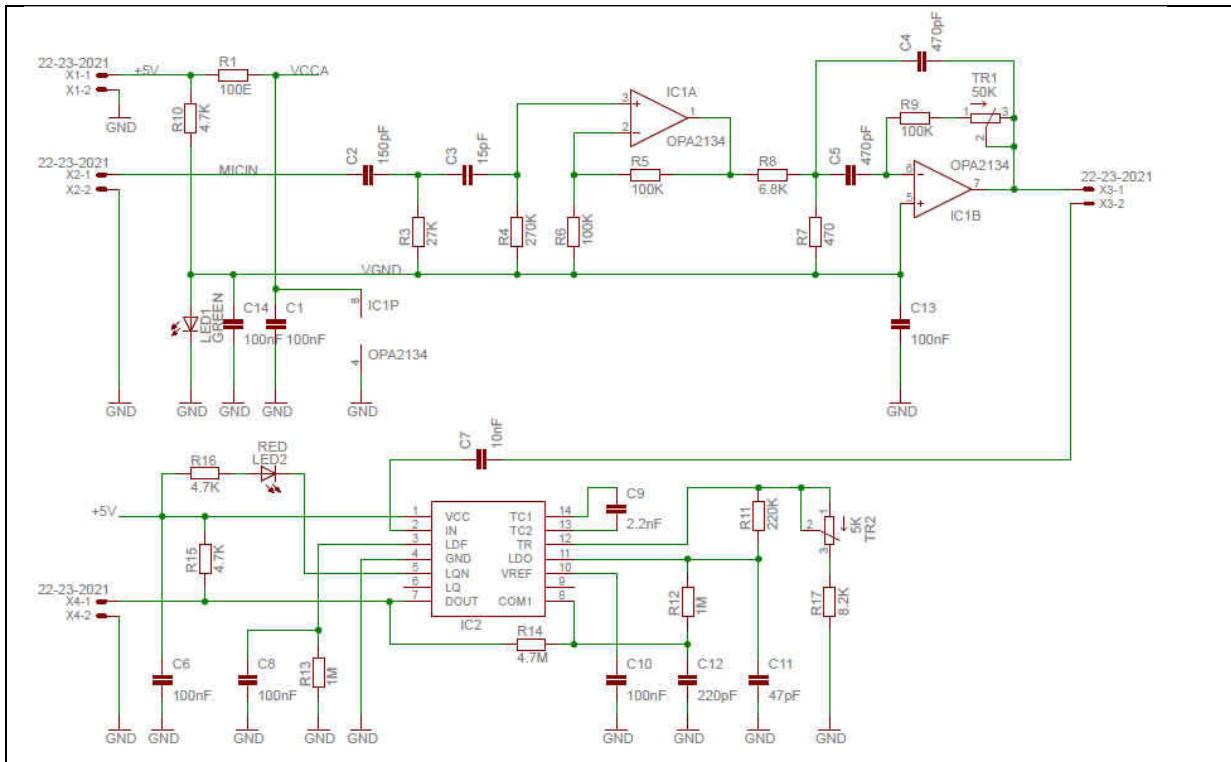 22-23-2021
X1-1
X1-2
+5V
R1
100E
VCCA
GND
R10
4.7K
22-23-2021
X2-1
X2-2
MICIN
C2
150pF
C3
15pF
3
2
1
IC1A
OPA2134
R5
100K
R8
6.8K
C4
470pF
TR1
50K
1
3
2
R9
100K
C5
470pF
OPA2134
6
5
7
IC1B
22-23-2021
X3-1
X3-2
R3
27K
R4
270K
R6
100K
R7
470
VGND
LED1
GREEN
C14
100nF
C1
100nF
8
IC1P
4
OPA2134
C13
100nF
GND
GND
GND
GND
GND
GND
C7
10nF
RED
LED2
R16
4.7K
+5V
R15
4.7K
22-23-2021
X4-1
X4-2
1
2
3
4
5
6
7
VCC
IN
LDF
GND
LQN
LQ
DOUT
TC1
TC2
TR
LDO
VREF
COM1
14
13
12
11
10
9
8
IC2
C9
2.2nF
R11
220K
1
2
3
5K
TR2
R12
1M
R17
8.2K
R14
4.7M
C6
100nF
C8
100nF
R13
1M
C10
100nF
C12
220pF
C11
47pF
GND
GND
GND
GND
GND
GND
GND
GND
GND